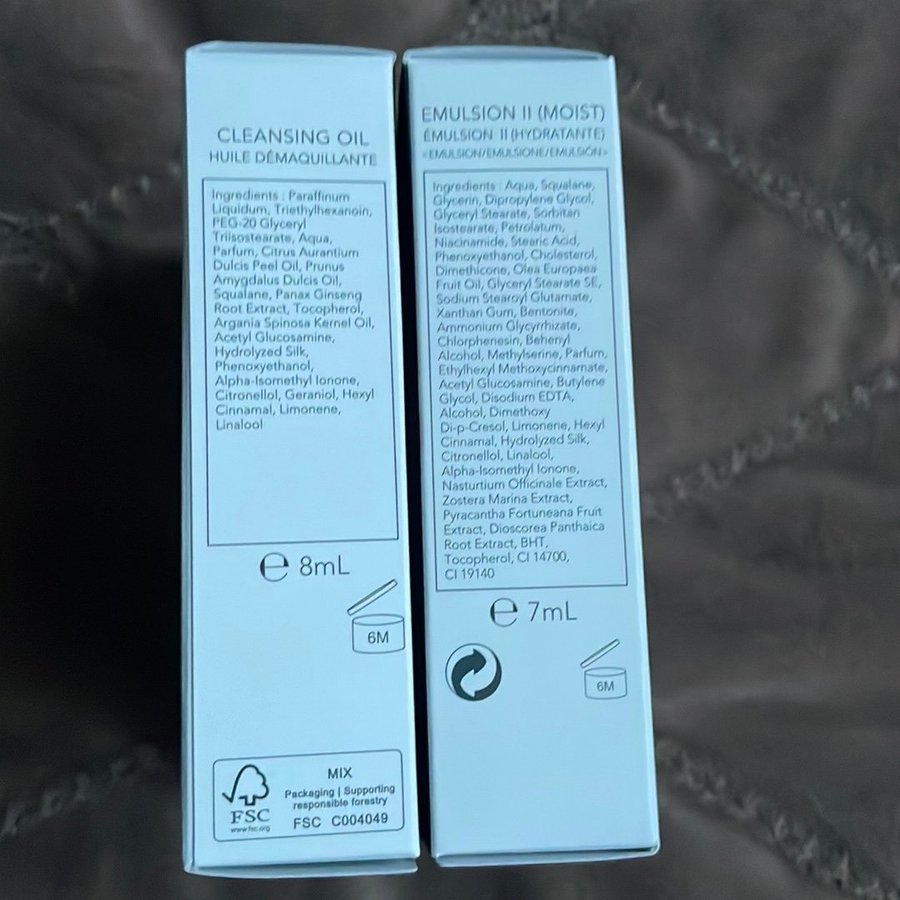 CLEANSING OIL
HUILE DÉMAQUILLANTE
Ingredients : Paraffinum
Liquidum, Triethylhexanoin,
PEG-20 Glyceryl
Triisostearate, Aqua,
Parfum, Citrus Aurantium
Dulcis Peel Oil, Prunus
Amygdalus Dulcis Oil,
Squalane, Panax Ginseng
Root Extract, Tocopherol,
Argania Spinosa Kernel Oil,
Acetyl Glucosamine,
Hydrolyzed Silk,
Phenoxyethanol,
Alpha-Isomethyl Ionone,
Citronellol, Geraniol, Hexyl
Cinnamal, Limonene,
Linalool
℮ 8mL
6M
MIX
Packaging | Supporting
responsible forestry
FSC C004049
FSC
www.fsc.org
EMULSION II (MOIST)
ÉMULSION II (HYDRATANTE)
<EMULSION/EMULSIONE/EMULSIÓN>
Ingredients : Aqua, Squalane,
Glycerin, Dipropylene Glycol,
Glyceryl Stearate, Sorbitan
Isostearate, Petrolatum,
Niacinamide, Stearic Acid,
Phenoxyethanol, Cholesterol,
Dimethicone, Olea Europaea
Fruit Oil, Glyceryl Stearate SE,
Sodium Stearoyl Glutamate,
Xanthan Gum, Bentonite,
Ammonium Glycyrrhizate,
Chlorphenesin, Behenyl
Alcohol, Methylserine, Parfum,
Ethylhexyl Methoxycinnamate,
Acetyl Glucosamine, Butylene
Glycol, Disodium EDTA,
Alcohol, Dimethoxy
Di-p-Cresol, Limonene, Hexyl
Cinnamal, Hydrolyzed Silk,
Citronellol, Linalool,
Alpha-Isomethyl Ionone,
Nasturtium Officinale Extract,
Zostera Marina Extract,
Pyracantha Fortuneana Fruit
Extract, Dioscorea Panthaica
Root Extract, BHT,
Tocopherol, CI 14700,
CI 19140
℮ 7mL
6M